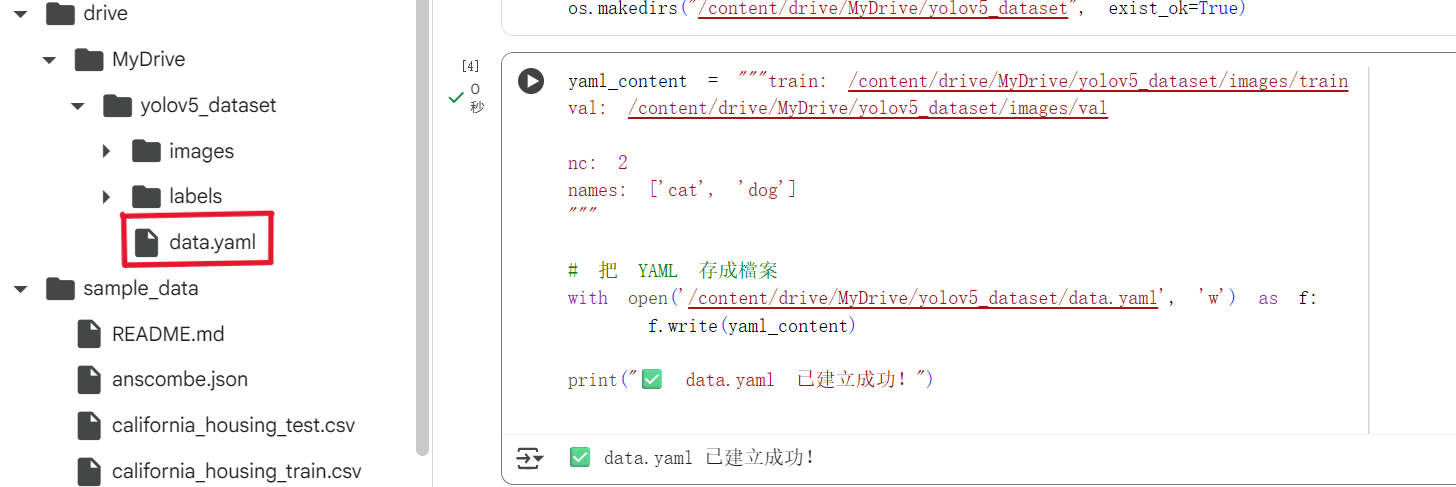 drive
MyDrive
yolov5_dataset
images
labels
data.yaml
sample_data
README.md
anscombe.json
california_housing_test.csv
california_housing_train.csv
os.makedirs("/content/drive/MyDrive/yolov5_dataset", exist_ok=True)
[4]
0
秒
yaml_content = """train: /content/drive/MyDrive/yolov5_dataset/images/train
val: /content/drive/MyDrive/yolov5_dataset/images/val
nc: 2
names: ['cat', 'dog']
"""
# 把 YAML 存成檔案
with open('/content/drive/MyDrive/yolov5_dataset/data.yaml', 'w') as f:
f.write(yaml_content)
print("✅ data.yaml 已建立成功！")
✅ data.yaml 已建立成功！